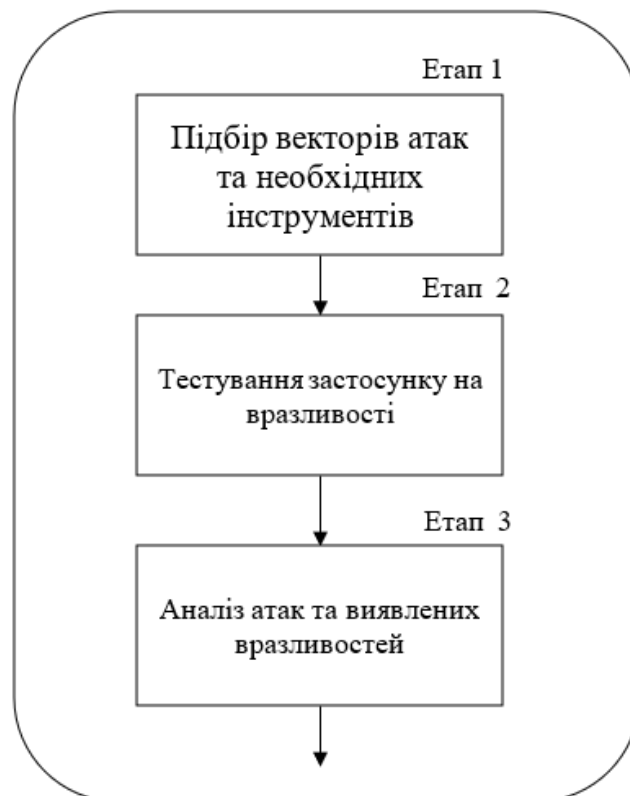 Етап 1
Підбір векторів атак
та необхідних
інструментів
Етап 2
Тестування застосунку на
вразливості
Етап 3
Аналіз атак та виявлених
вразливостей